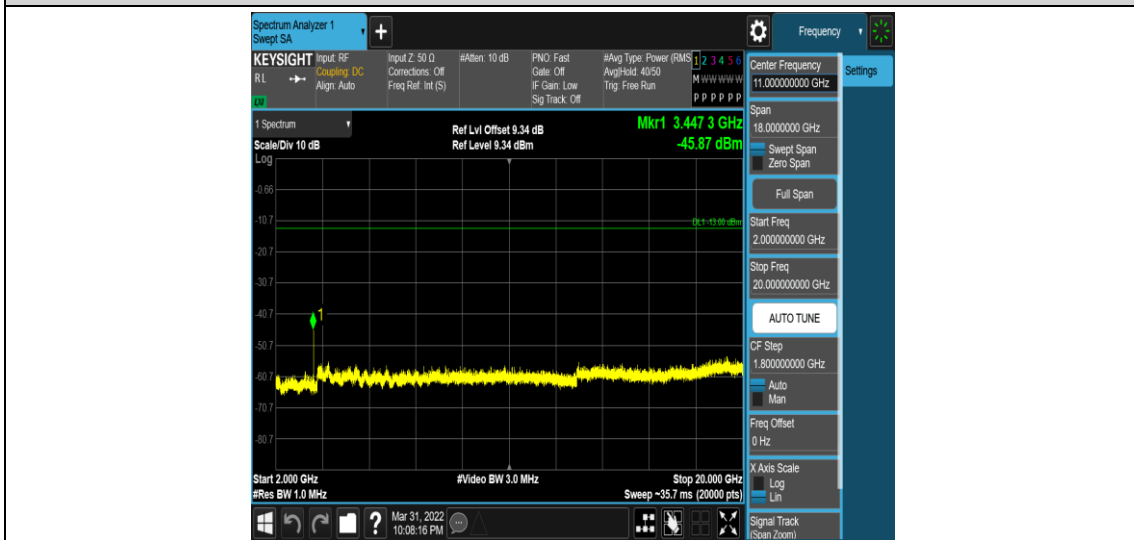 Spectrum Analyzer 1
Swept SA
+
Frequency
KEYSIGHT
RL
LXI
Input: RF
Coupling: DC
Align: Auto
Input Z: 50 Ω
Corrections: Off
Freq Ref: Int (S)
#Atten: 10 dB
PNO: Fast
Gate: Off
IF Gain: Low
Sig Track: Off
#Avg Type: Power (RMS
Avg|Hold: 40/50
Trig: Free Run
1 2 3 4 5 6
M W W W W W
P P P P P P
Center Frequency
11.000000000 GHz
Settings
Span
18.0000000 GHz
Swept Span
Zero Span
Full Span
Start Freq
2.000000000 GHz
Stop Freq
20.000000000 GHz
AUTO TUNE
CF Step
1.800000000 GHz
Auto
Man
Freq Offset
0 Hz
X Axis Scale
Log
Lin
Signal Track
(Span Zoom)
1 Spectrum
Scale/Div 10 dB
Log
Ref Lvl Offset 9.34 dB
Ref Level 9.34 dBm
Mkr1 3.447 3 GHz
-45.87 dBm
-0.66
-10.7
DL1 -13.00 dBm
-20.7
-30.7
-40.7
1
-50.7
-60.7
-70.7
-80.7
Start 2.000 GHz
#Res BW 1.0 MHz
#Video BW 3.0 MHz
Stop 20.000 GHz
Sweep ~35.7 ms (20000 pts)
?
Mar 31, 2022
10:08:16 PM